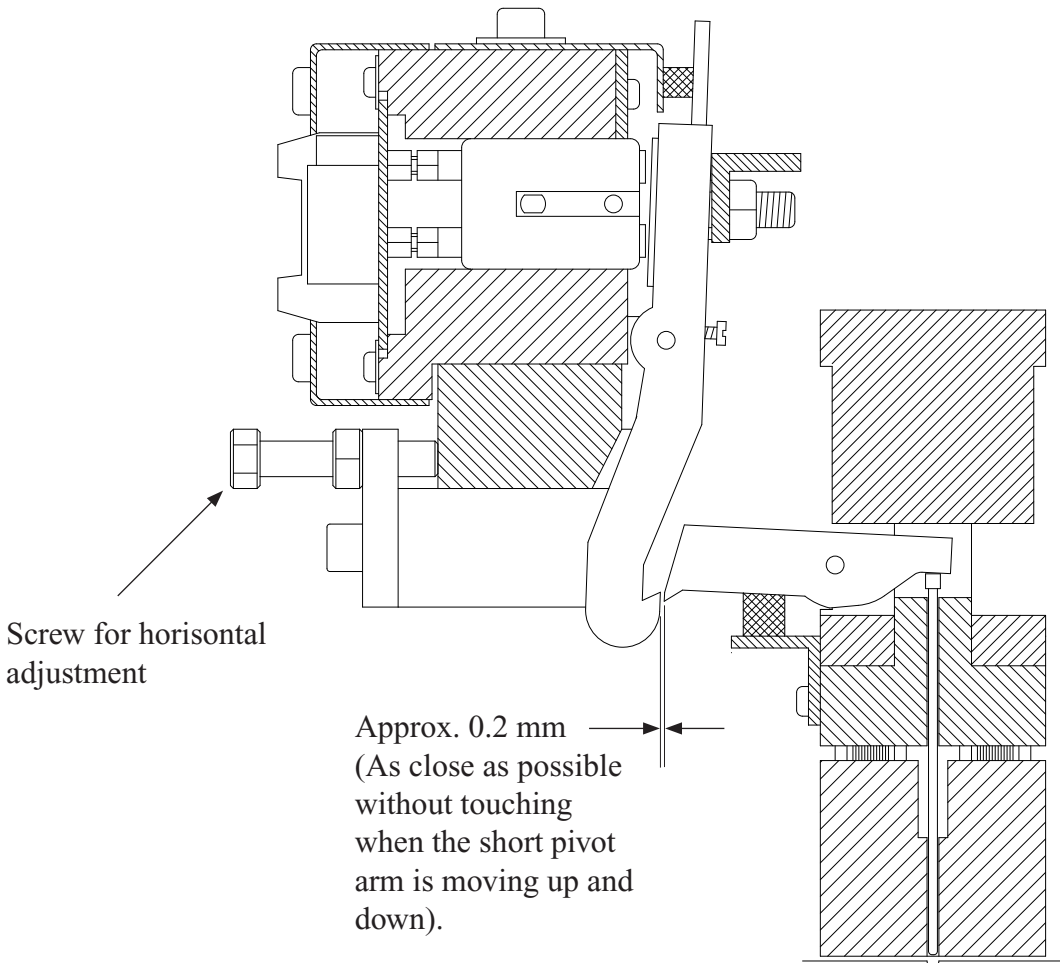 Screw for horisontal
adjustment
Approx. 0.2 mm
(As close as possible
without touching
when the short pivot
arm is moving up and
down).